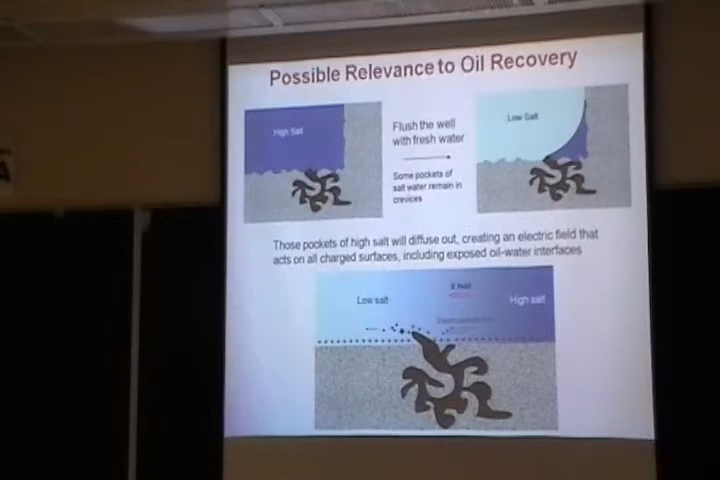 Possible Relevance to Oil Recovery
High Salt
Flush the well
with fresh water
Some pockets of
salt water remain in
crevices
Low Salt
Those pockets of high salt will diffuse out, creating an electric field that
acts on all charged surfaces, including exposed oil-water interfaces
E field
Low salt
High salt
A